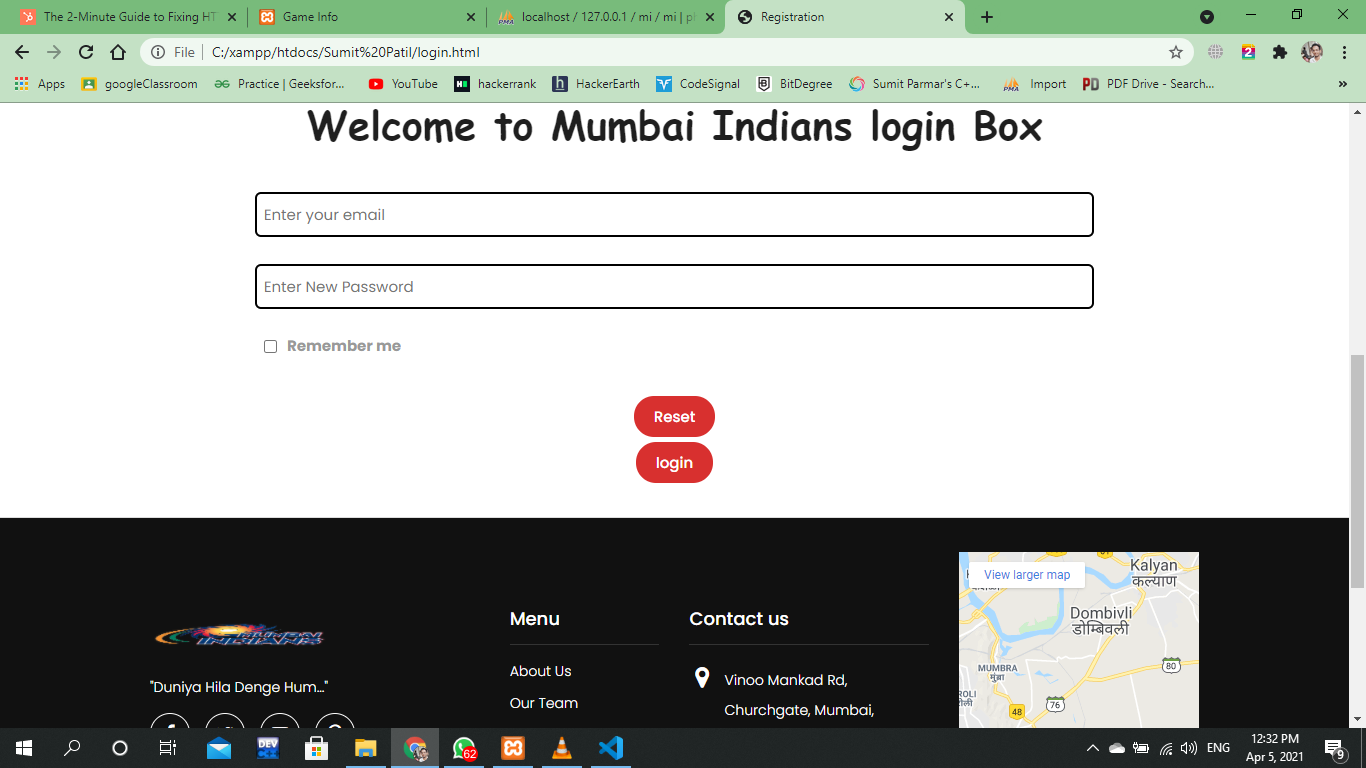 The 2-Minute Guide to Fixing HT
Game Info
localhost / 127.0.0.1 / mi / mi | pl
Registration
File
C:/xampp/htdocs/Sumit%20Patil/login.html
Apps
googleClassroom
Practice | Geeksfor...
YouTube
hackerrank
HackerEarth
CodeSignal
BitDegree
Sumit Parmar's C+...
Import
PDF Drive - Search...
Welcome to Mumbai Indians login Box
Enter your email
Enter New Password
Remember me
Reset
login
"Duniya Hila Denge Hum..."
Menu
About Us
Our Team
Contact us
Vinoo Mankad Rd,
Churchgate, Mumbai,
View larger map
Kalyan
कल्याण
Dombivli
डोम्बिवली
MUMBRA
मुंब्रा
80
76
48
DEV
62
ENG
12:32 PM
Apr 5, 2021
9